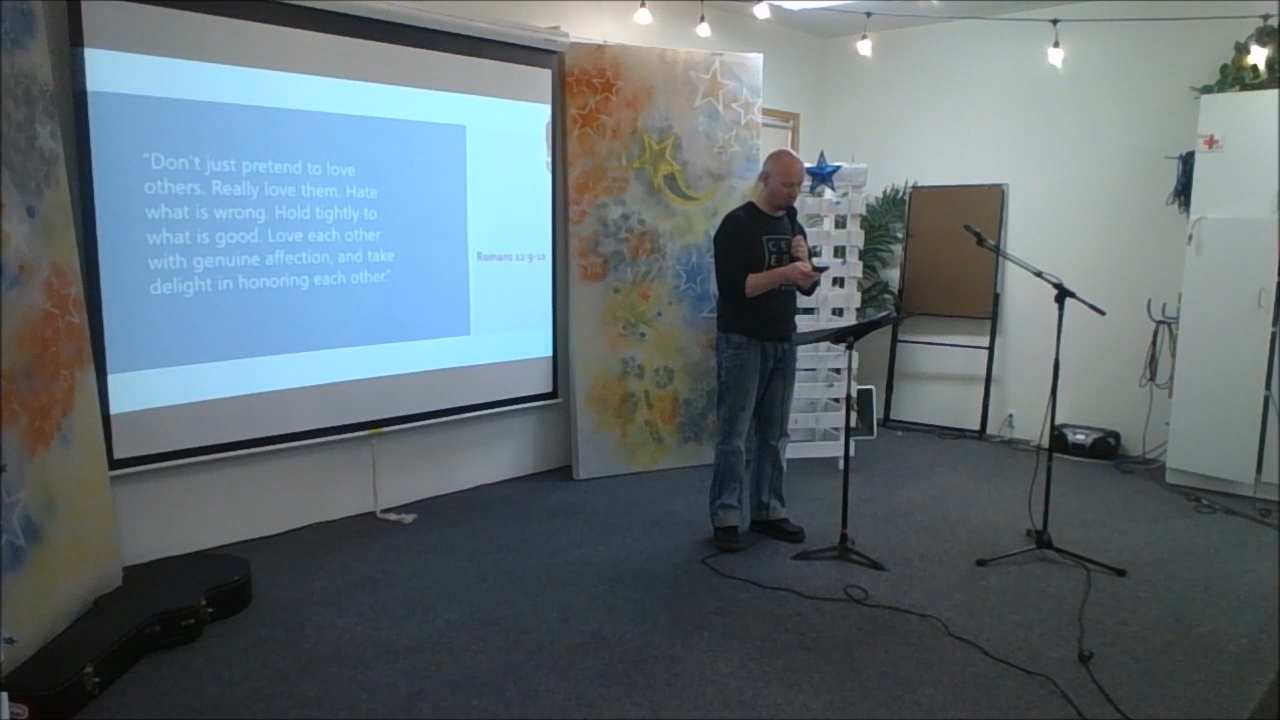 "Don't just pretend to love
others. Really love them. Hate
what is wrong. Hold tightly to
what is good. Love each other
with genuine affection, and take
delight in honoring each other."
Romans 12:9-10